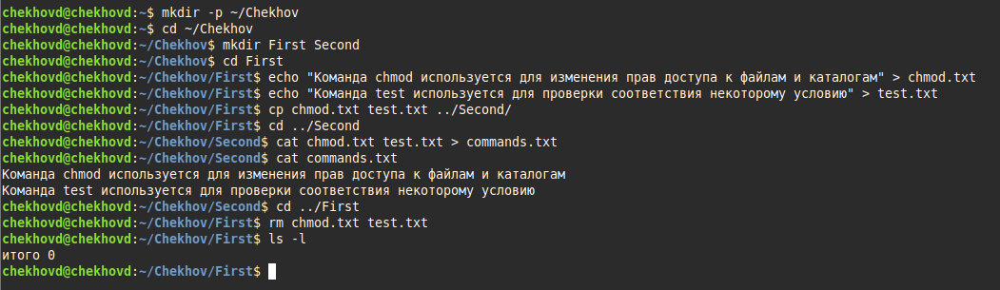 chekhovd@chekhovd:~$ mkdir -p ~/Chekhov
chekhovd@chekhovd:~$ cd ~/Chekhov
chekhovd@chekhovd:~/Chekhov$ mkdir First Second
chekhovd@chekhovd:~/Chekhov$ cd First
chekhovd@chekhovd:~/Chekhov/First$ echo "Команда chmod используется для изменения прав доступа к файлам и каталогам" > chmod.txt
chekhovd@chekhovd:~/Chekhov/First$ echo "Команда test используется для проверки соответствия некоторому условию" > test.txt
chekhovd@chekhovd:~/Chekhov/First$ cp chmod.txt test.txt ../Second/
chekhovd@chekhovd:~/Chekhov/First$ cd ../Second
chekhovd@chekhovd:~/Chekhov/Second$ cat chmod.txt test.txt > commands.txt
chekhovd@chekhovd:~/Chekhov/Second$ cat commands.txt
Команда chmod используется для изменения прав доступа к файлам и каталогам
Команда test используется для проверки соответствия некоторому условию
chekhovd@chekhovd:~/Chekhov/Second$ cd ../First
chekhovd@chekhovd:~/Chekhov/First$ rm chmod.txt test.txt
chekhovd@chekhovd:~/Chekhov/First$ ls -l
итого 0
chekhovd@chekhovd:~/Chekhov/First$